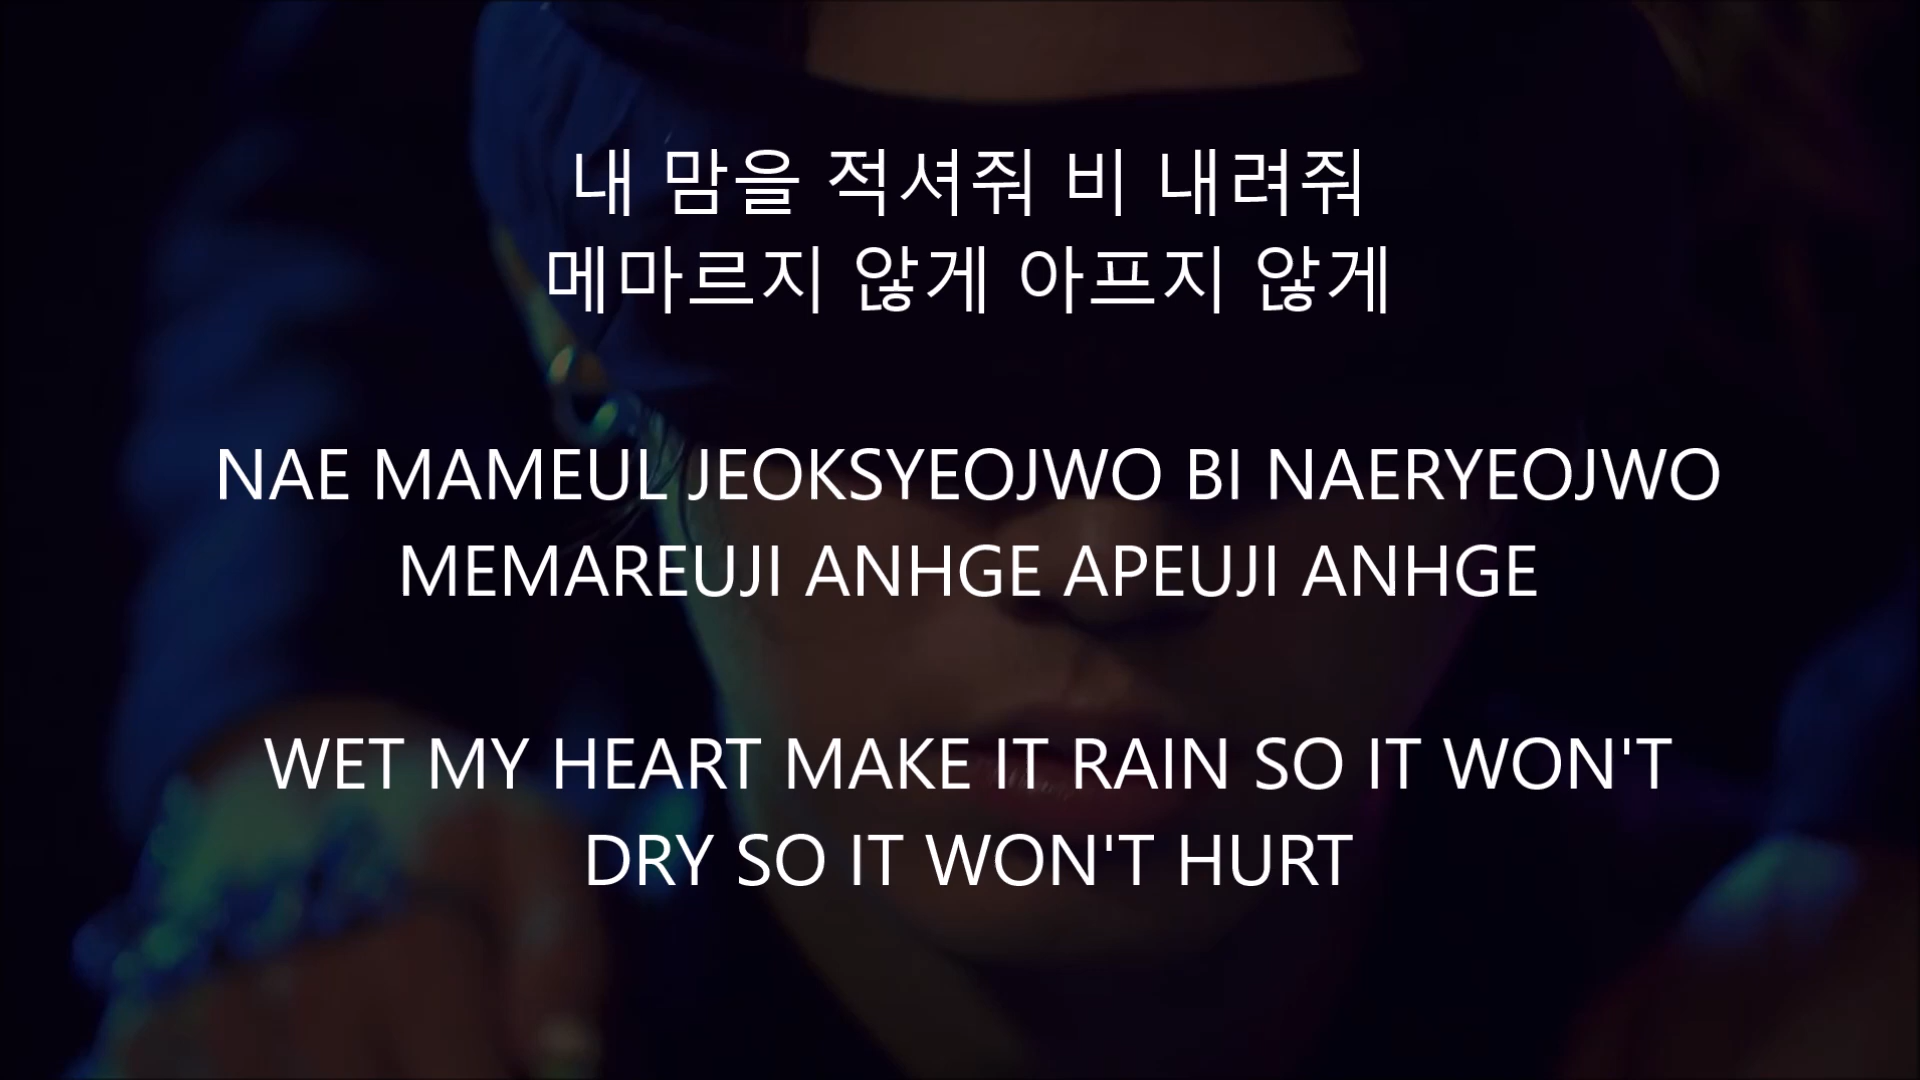 내 맘을 적셔줘 비 내려줘
메마르지 않게 아프지 않게
NAE MAMEUL JEOKSYEOJWO BI NAERYEOJWO
MEMAREUJI ANHGE APEUJI ANHGE
WET MY HEART MAKE IT RAIN SO IT WON'T
DRY SO IT WON'T HURT